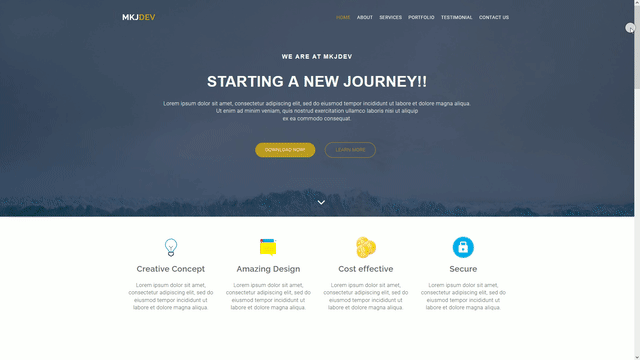 MKJDEV
HOME ABOUT SERVICES PORTFOLIO TESTIMONIAL CONTACT US
WE ARE AT MKJDEV
STARTING A NEW JOURNEY!!
Lorem ipsum dolor sit amet, consectetur adipiscing elit, sed do eiusmod tempor incididunt ut labore et dolore magna aliqua.
Ut enim ad minim veniam, quis nostrud exercitation ullamco laboris nisi ut aliquip
ex ea commodo consequat.
DOWNLOAD NOW! LEARN MORE
Creative Concept
Lorem ipsum dolor sit amet,
consectetur adipiscing elit, sed do
eiusmod tempor incididunt ut
labore et dolore magna aliqua.
Amazing Design
Lorem ipsum dolor sit amet,
consectetur adipiscing elit, sed do
eiusmod tempor incididunt ut
labore et dolore magna aliqua.
Cost effective
Lorem ipsum dolor sit amet,
consectetur adipiscing elit, sed do
eiusmod tempor incididunt ut
labore et dolore magna aliqua.
Secure
Lorem ipsum dolor sit amet,
consectetur adipiscing elit, sed do
eiusmod tempor incididunt ut
labore et dolore magna aliqua.